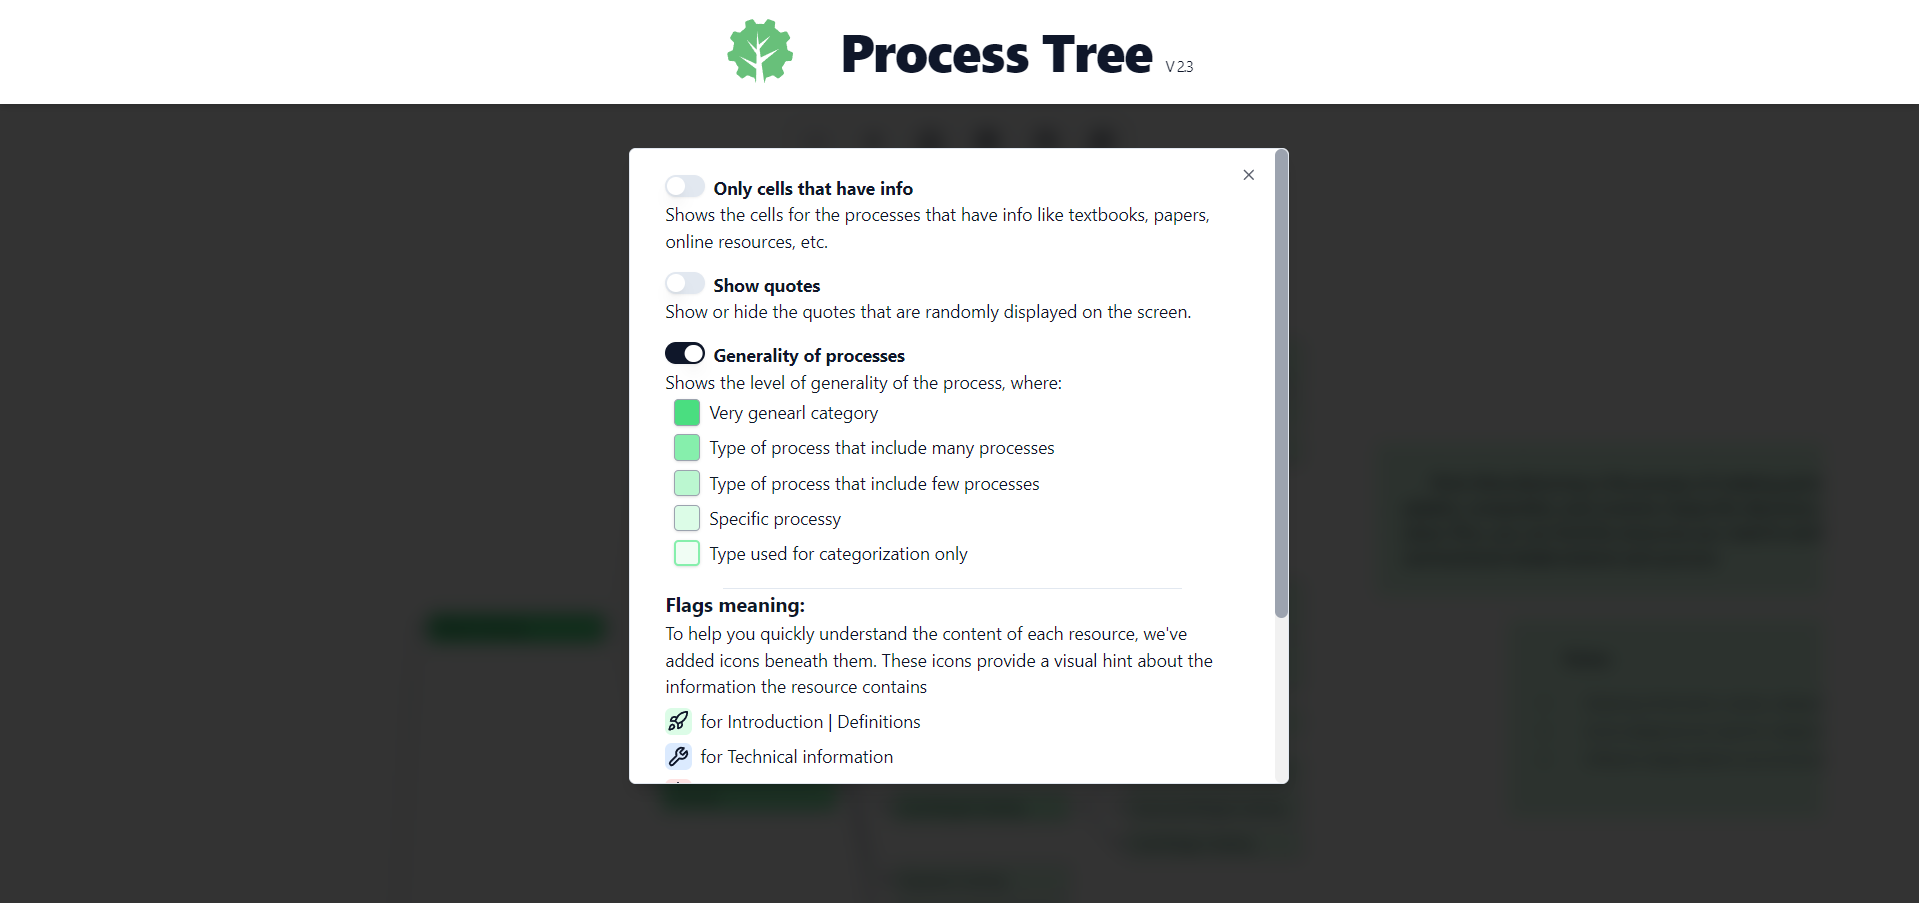 Process Tree V 2.3
Only cells that have info
Shows the cells for the processes that have info like textbooks, papers,
online resources, etc.
Show quotes
Show or hide the quotes that are randomly displayed on the screen.
Generality of processes
Shows the level of generality of the process, where:
Very genearl category
Type of process that include many processes
Type of process that include few processes
Specific processy
Type used for categorization only
Flags meaning:
To help you quickly understand the content of each resource, we've
added icons beneath them. These icons provide a visual hint about the
information the resource contains
for Introduction | Definitions
for Technical information